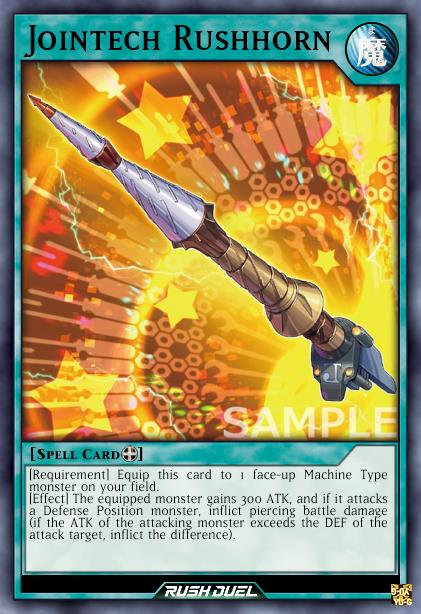 Jointech Rushhorn
ま
魔
J
SAMPLE
[Spell Card]
[Requirement] Equip this card to 1 face-up Machine Type
monster on your field.
[Effect] The equipped monster gains 300 ATK, and if it attacks
a Defense Position monster, inflict piercing battle damage
(if the ATK of the attacking monster exceeds the DEF of the
attack target, inflict the difference).
RUSH DUEL